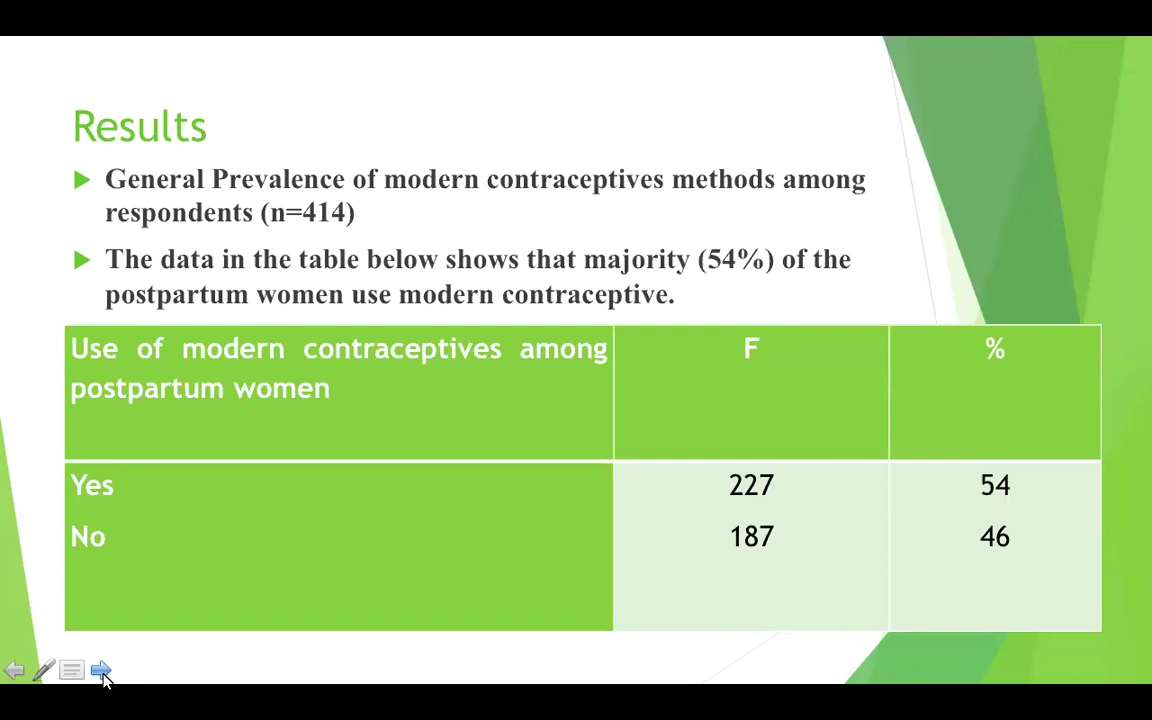 Results
General Prevalence of modern contraceptives methods among
respondents (n=414)
The data in the table below shows that majority (54%) of the
postpartum women use modern contraceptive.
Use of modern contraceptives among
postpartum women
F
%
Yes
227
54
No
187
46